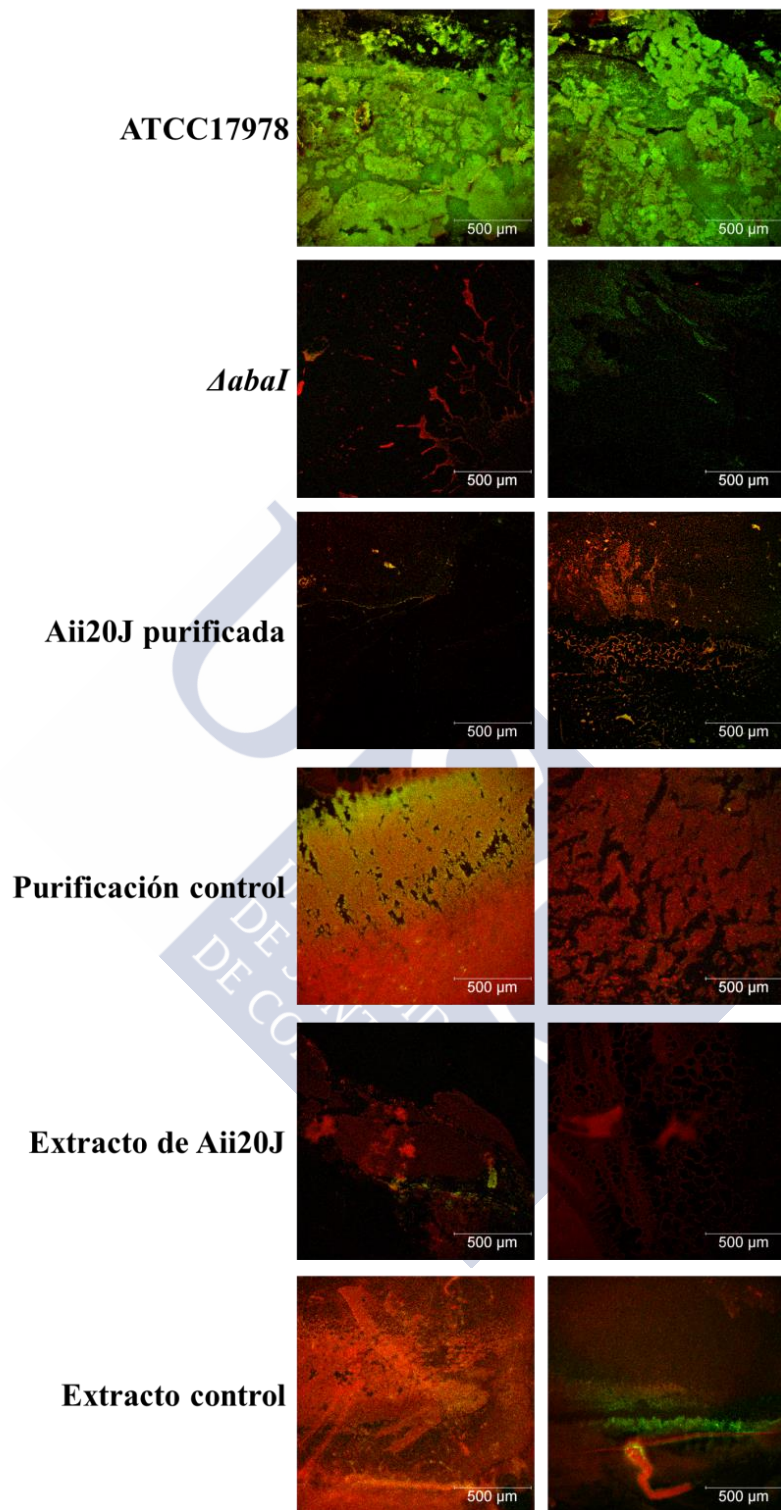 ATCC17978
500 µm
500 µm
ΔabaI
500 µm
500 µm
Aii20J purificada
500 µm
500 µm
Purificación control
500 µm
500 µm
Extracto de Aii20J
500 µm
500 µm
Extracto control
500 µm
500 µm